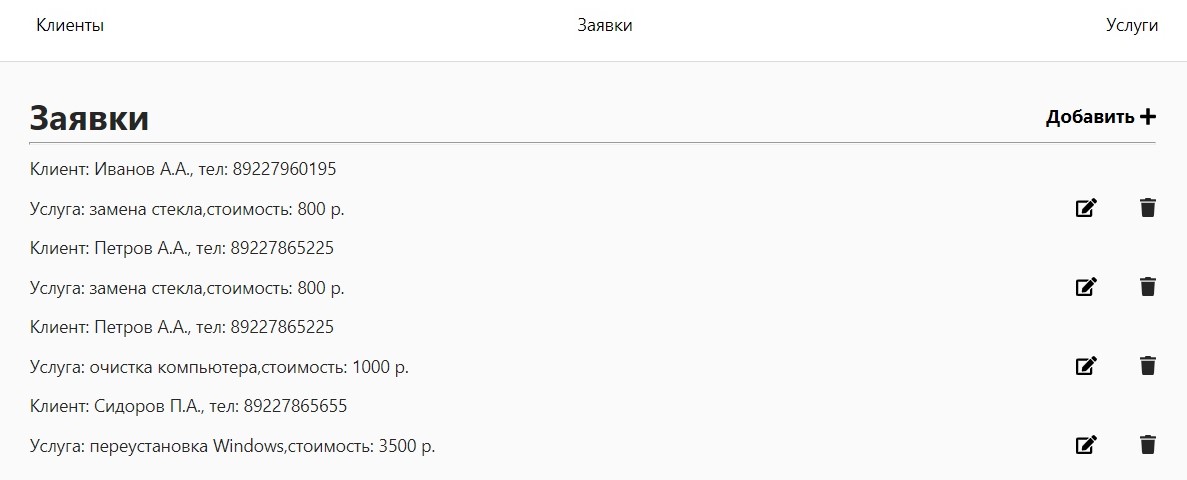 Клиенты Заявки Услуги
Заявки Добавить
Клиент: Иванов А.А., тел: 89227960195
Услуга: замена стекла,стоимость: 800 р.
Клиент: Петров А.А., тел: 89227865225
Услуга: замена стекла,стоимость: 800 р.
Клиент: Петров А.А., тел: 89227865225
Услуга: очистка компьютера,стоимость: 1000 р.
Клиент: Сидоров П.А., тел: 89227865655
Услуга: переустановка Windows,стоимость: 3500 р.